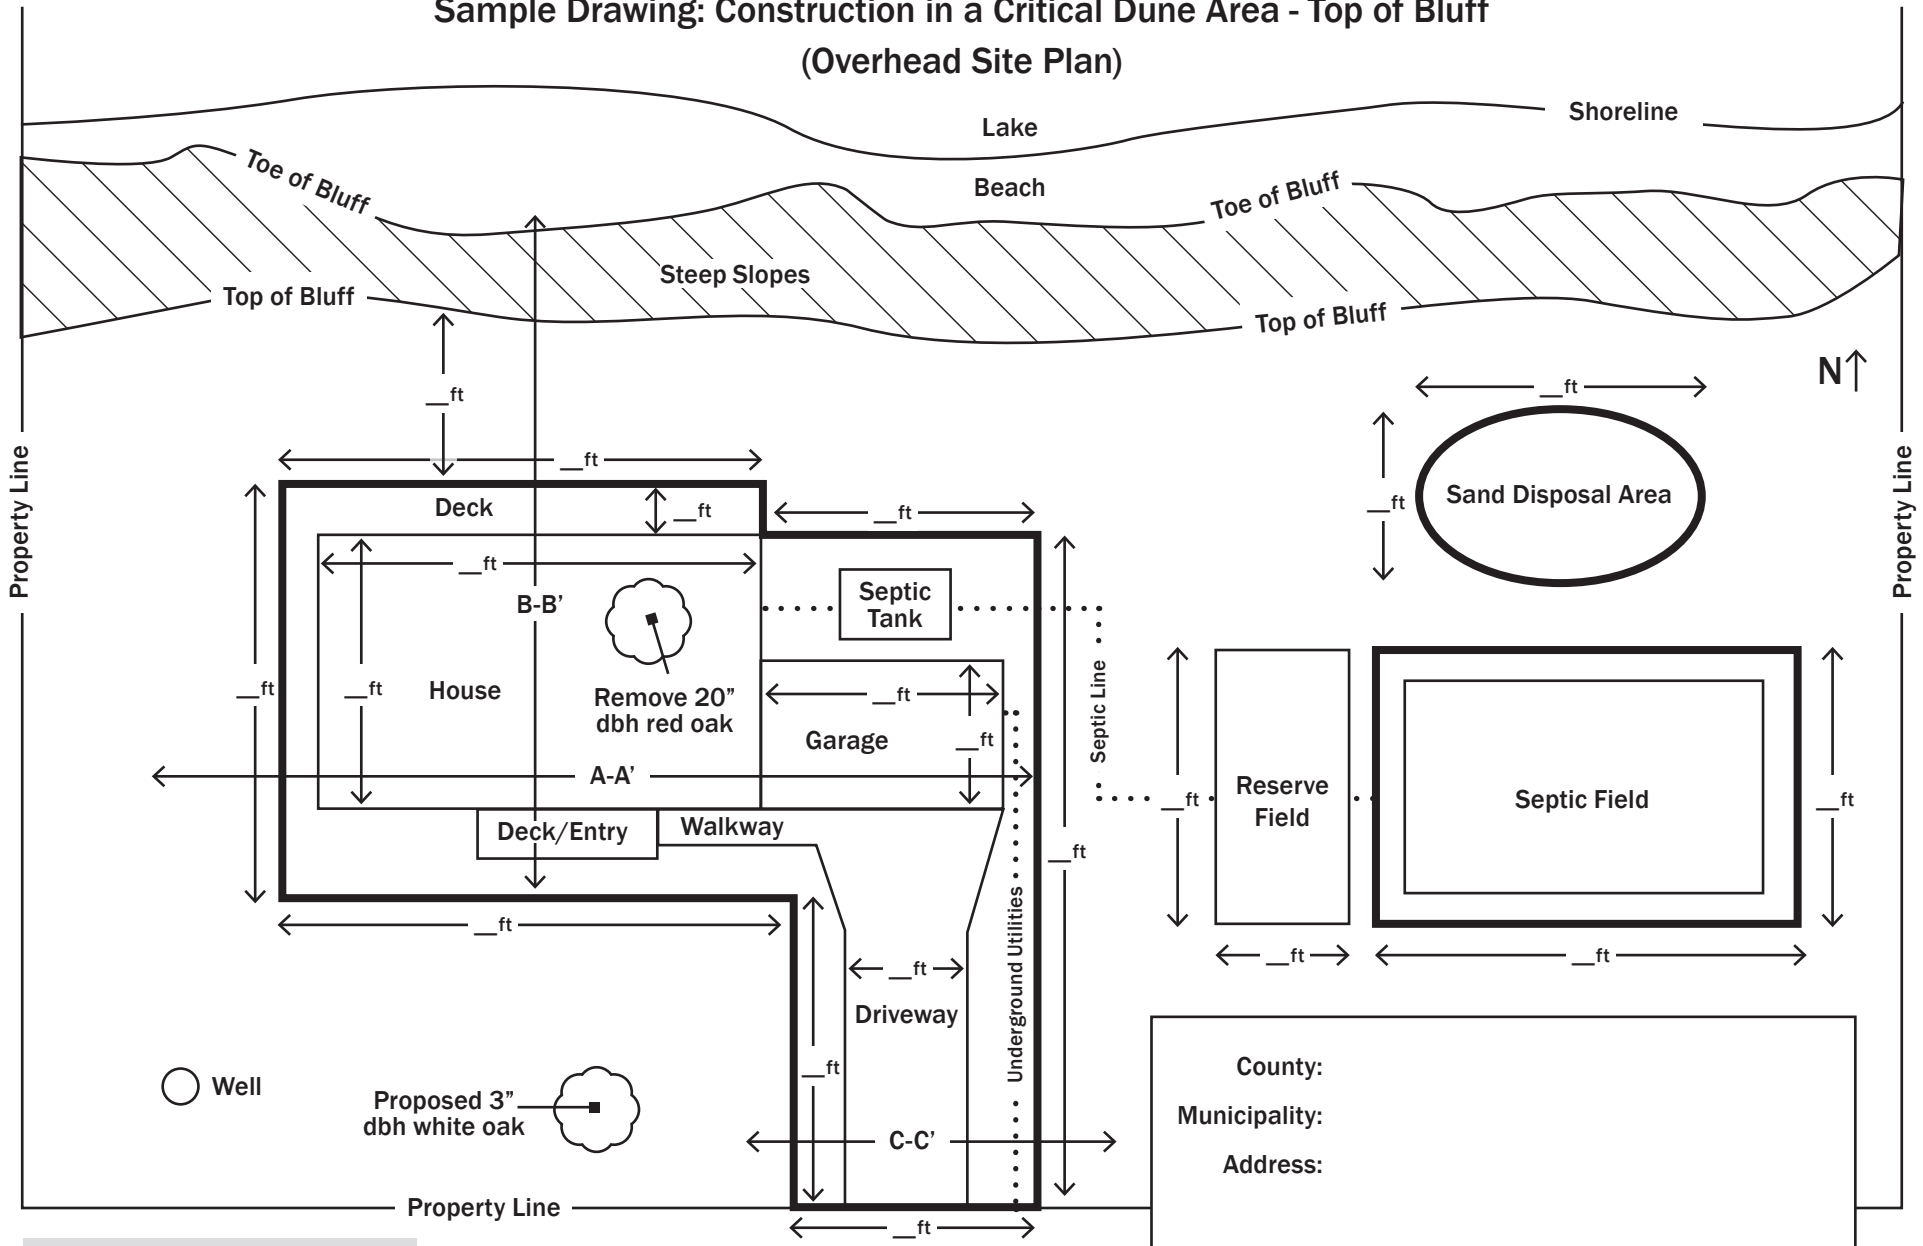 Sample Drawing: Construction in a Critical Dune Area - Top of Bluff
(Overhead Site Plan)
Shoreline
Lake
Beach
Toe of Bluff
Toe of Bluff
Steep Slopes
Top of Bluff
Top of Bluff
N
__ft
__ft
__ft
__ft
Sand Disposal Area
Property Line
Property Line
Deck
__ft
__ft
__ft
B-B’
Septic
Tank
__ft
__ft
House
Remove 20”
dbh red oak
__ft
Garage
__ft
A-A’
Septic Line
__ft
Reserve
Field
Septic Field
__ft
Deck/Entry
Walkway
__ft
__ft
__ft
Driveway
Underground Utilities
__ft
__ft
__ft
Well
Proposed 3”
dbh white oak
C-C’
County:
Municipality:
Address:
Property Line
__ft